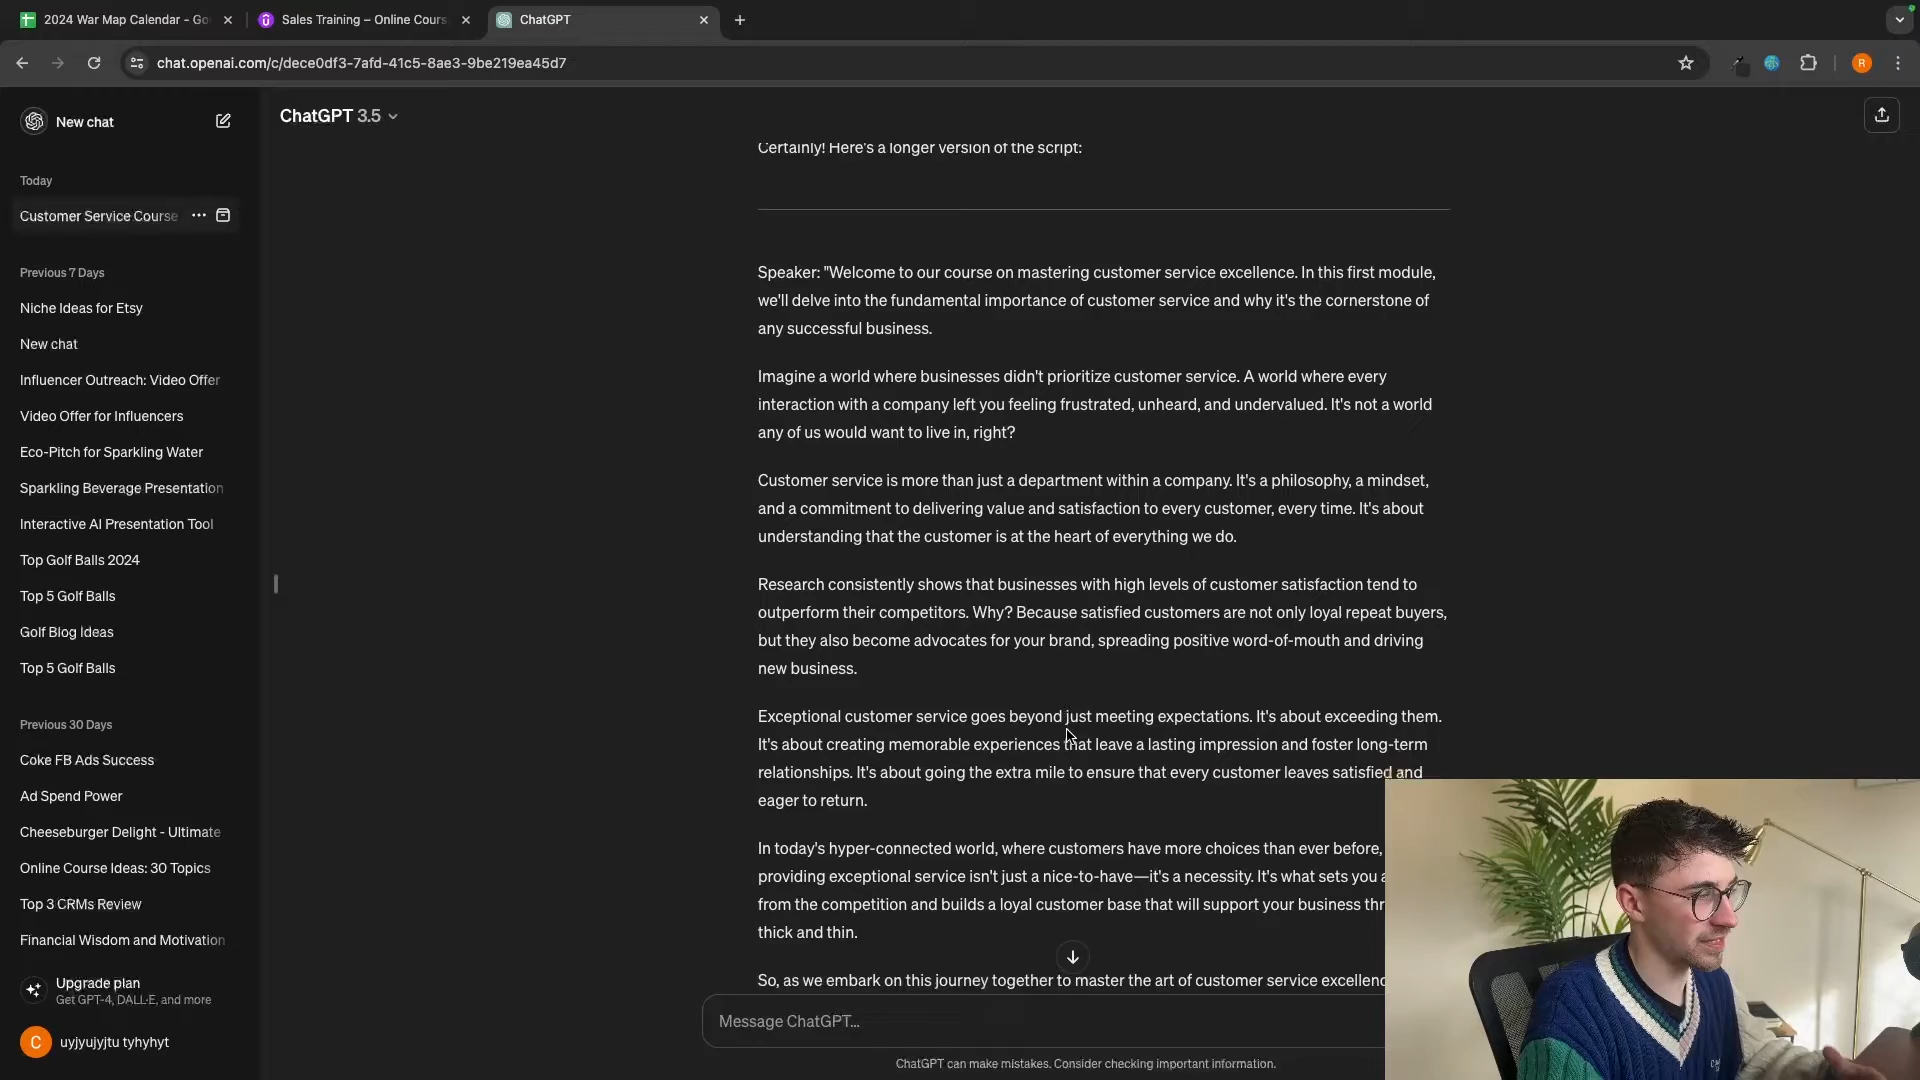 2024 War Map Calendar - Go
Sales Training – Online Cours
ChatGPT
chat.openai.com/c/dece0df3-7afd-41c5-8ae3-9be219ea45d7
R
New chat
Today
Customer Service Course
Previous 7 Days
Niche Ideas for Etsy
New chat
Influencer Outreach: Video Offer
Video Offer for Influencers
Eco-Pitch for Sparkling Water
Sparkling Beverage Presentation
Interactive AI Presentation Tool
Top Golf Balls 2024
Top 5 Golf Balls
Golf Blog Ideas
Top 5 Golf Balls
Previous 30 Days
Coke FB Ads Success
Ad Spend Power
Cheeseburger Delight - Ultimate
Online Course Ideas: 30 Topics
Top 3 CRMs Review
Financial Wisdom and Motivation
Upgrade plan
Get GPT-4, DALL·E, and more
C
uyjyujyjtu tyhyhyt
ChatGPT 3.5
Certainly! Here's a longer version of the script:
Speaker: "Welcome to our course on mastering customer service excellence. In this first module,
we'll delve into the fundamental importance of customer service and why it's the cornerstone of
any successful business.
Imagine a world where businesses didn't prioritize customer service. A world where every
interaction with a company left you feeling frustrated, unheard, and undervalued. It's not a world
any of us would want to live in, right?
Customer service is more than just a department within a company. It's a philosophy, a mindset,
and a commitment to delivering value and satisfaction to every customer, every time. It's about
understanding that the customer is at the heart of everything we do.
Research consistently shows that businesses with high levels of customer satisfaction tend to
outperform their competitors. Why? Because satisfied customers are not only loyal repeat buyers,
but they also become advocates for your brand, spreading positive word-of-mouth and driving
new business.
Exceptional customer service goes beyond just meeting expectations. It's about exceeding them.
It's about creating memorable experiences that leave a lasting impression and foster long-term
relationships. It's about going the extra mile to ensure that every customer leaves satisfied and
eager to return.
In today's hyper-connected world, where customers have more choices than ever before,
providing exceptional service isn't just a nice-to-have—it's a necessity. It's what sets you a
from the competition and builds a loyal customer base that will support your business thr
thick and thin.
So, as we embark on this journey together to master the art of customer service excellenc
Message ChatGPT...
ChatGPT can make mistakes. Consider checking important information.